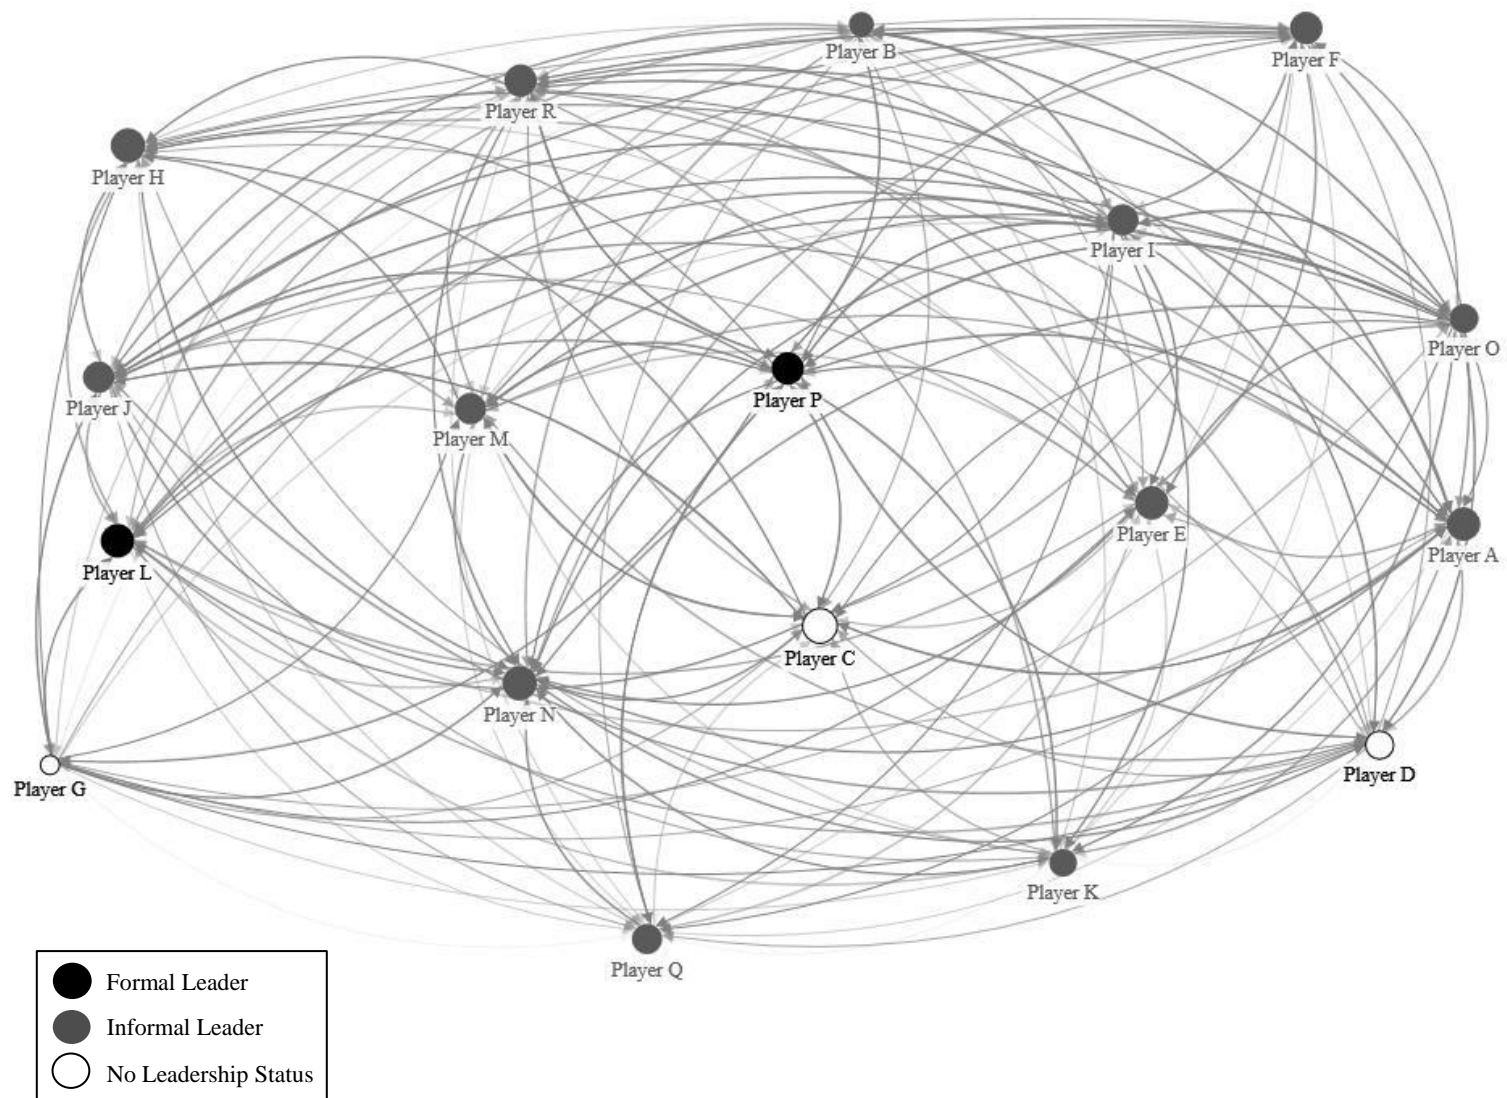 Player B
Player F
Player R
Player H
Player I
Player O
Player P
Player J
Player M
Player E
Player A
Player L
Player C
Player N
Player D
Player G
Player K
Player Q
Formal Leader
Informal Leader
No Leadership Status